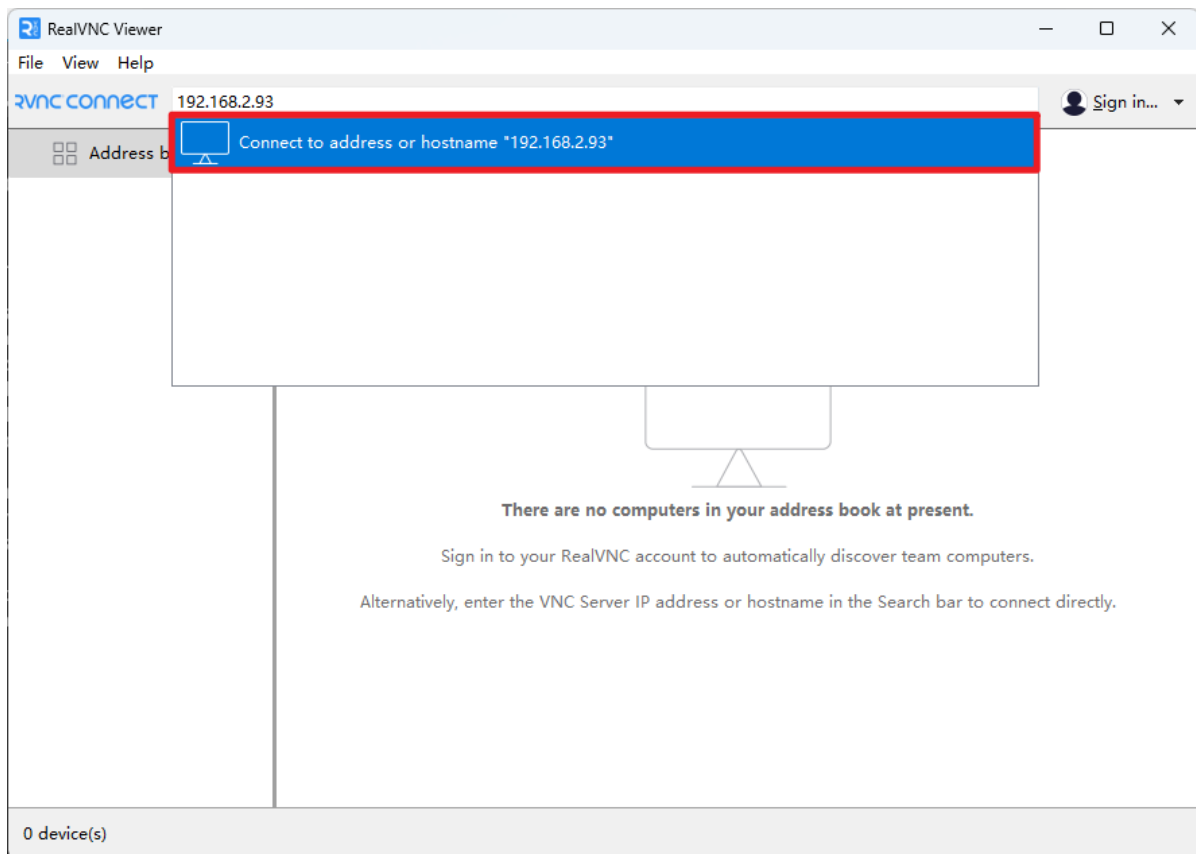 RealVNC Viewer
File View Help
RVNC CONNECT 192.168.2.93 Sign in...
Address b Connect to address or hostname "192.168.2.93"
There are no computers in your address book at present.
Sign in to your RealVNC account to automatically discover team computers.
Alternatively, enter the VNC Server IP address or hostname in the Search bar to connect directly.
0 device(s)